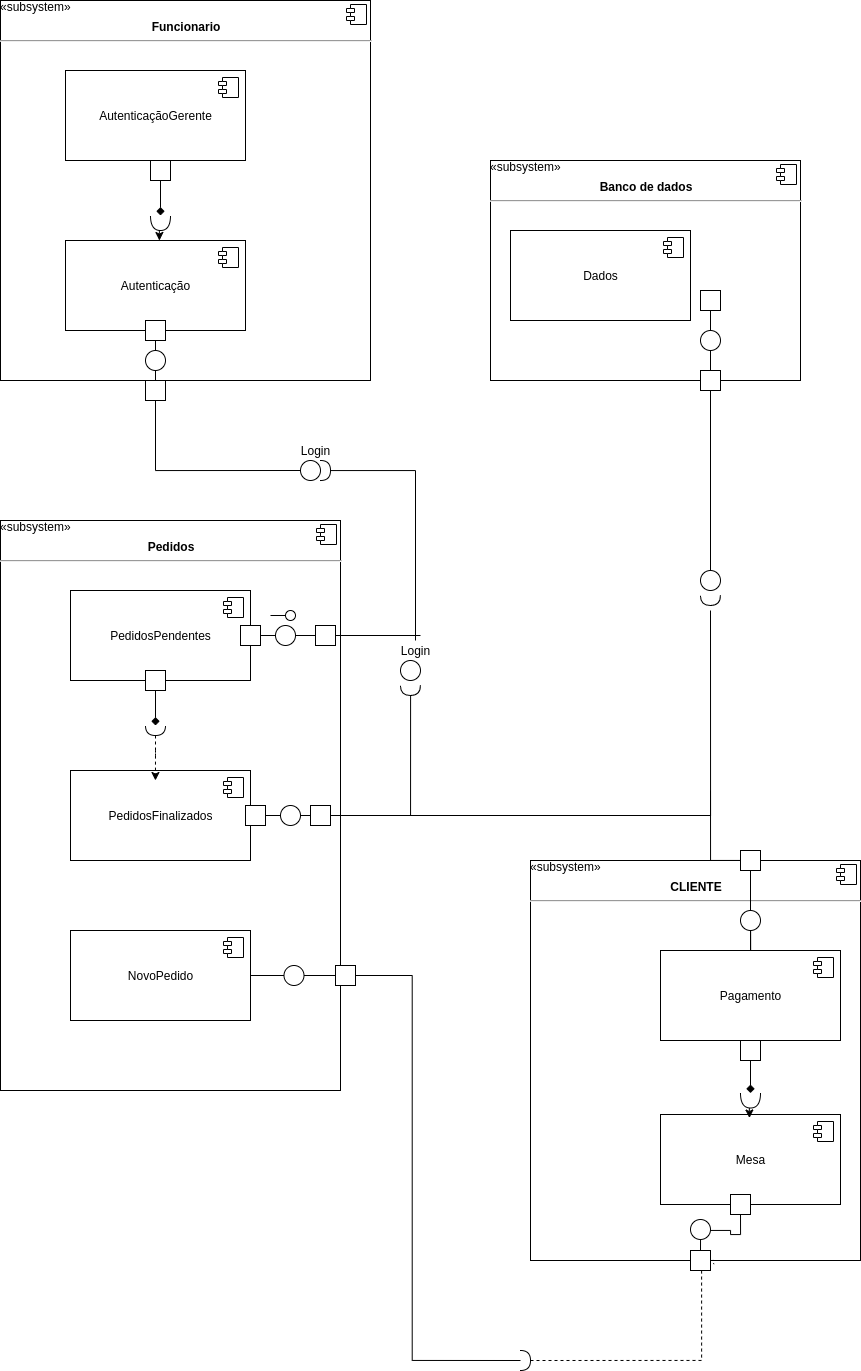 «subsystem»
Funcionario
AutenticaçãoGerente
Autenticação
«subsystem»
Banco de dados
Dados
Login
«subsystem»
Pedidos
PedidosPendentes
Login
PedidosFinalizados
NovoPedido
«subsystem»
CLIENTE
Pagamento
Mesa